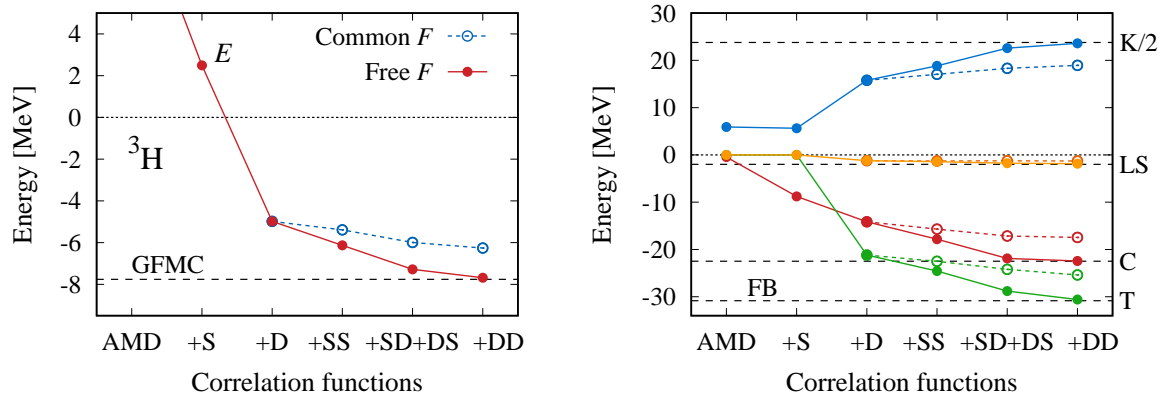 4
2
0
-2
-4
-6
-8
Energy [MeV]
E
Common F
Free F
³H
GFMC
AMD +S +D +SS +SD+DS +DD
Correlation functions
30
20
10
0
-10
-20
-30
Energy [MeV]
K/2
LS
C
T
FB
AMD +S +D +SS +SD+DS +DD
Correlation functions